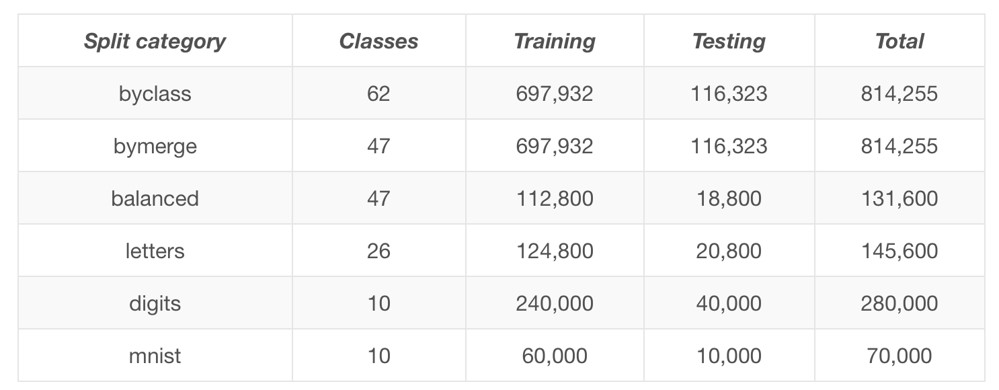 Split category Classes Training Testing Total
byclass 62 697,932 116,323 814,255
bymerge 47 697,932 116,323 814,255
balanced 47 112,800 18,800 131,600
letters 26 124,800 20,800 145,600
digits 10 240,000 40,000 280,000
mnist 10 60,000 10,000 70,000